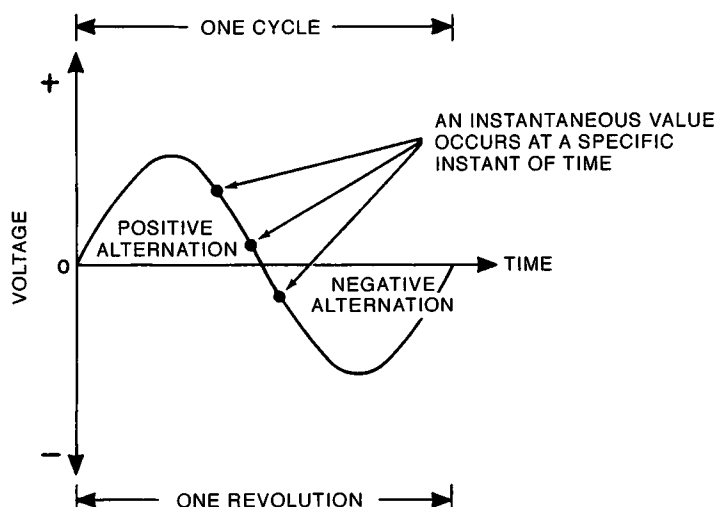 ONE CYCLE
+
AN INSTANTANEOUS VALUE
OCCURS AT A SPECIFIC
INSTANT OF TIME
VOLTAGE
POSITIVE
ALTERNATION
0
TIME
NEGATIVE
ALTERNATION
−
ONE REVOLUTION